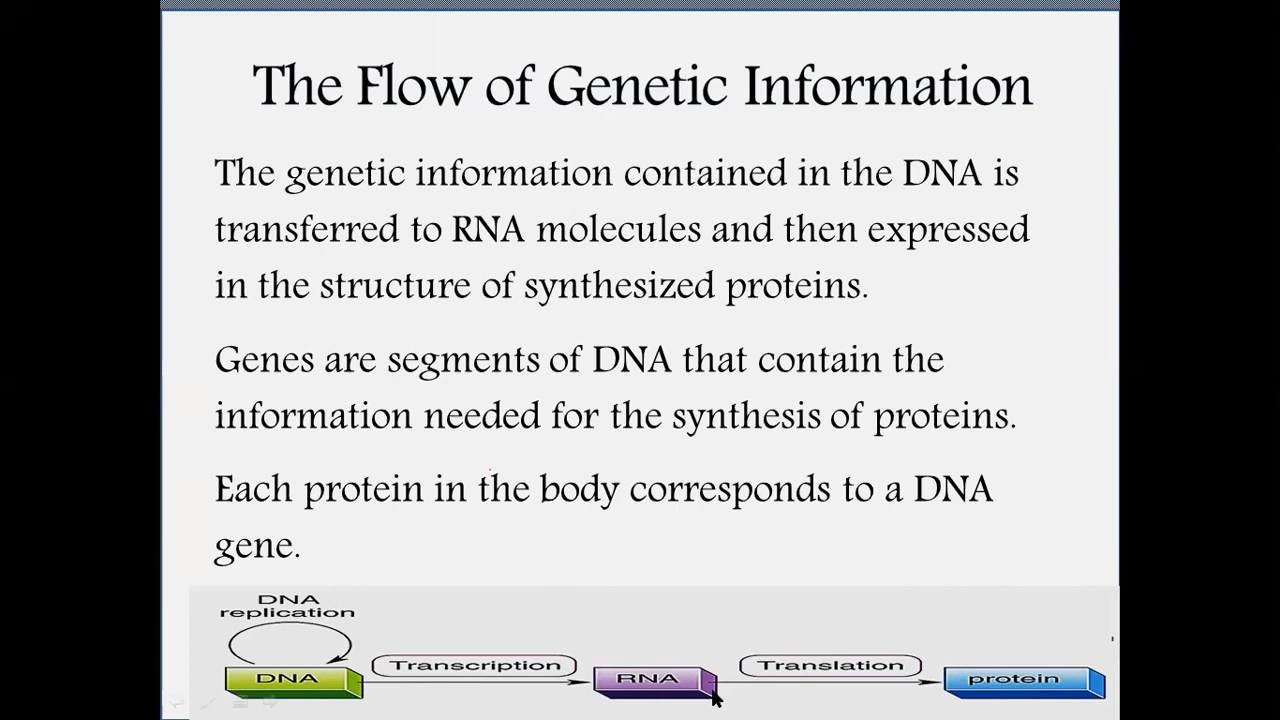 The Flow of Genetic Information
The genetic information contained in the DNA is
transferred to RNA molecules and then expressed
in the structure of synthesized proteins.
Genes are segments of DNA that contain the
information needed for the synthesis of proteins.
Each protein in the body corresponds to a DNA
gene.
DNA
replication
Transcription
Translation
DNA
RNA
protein